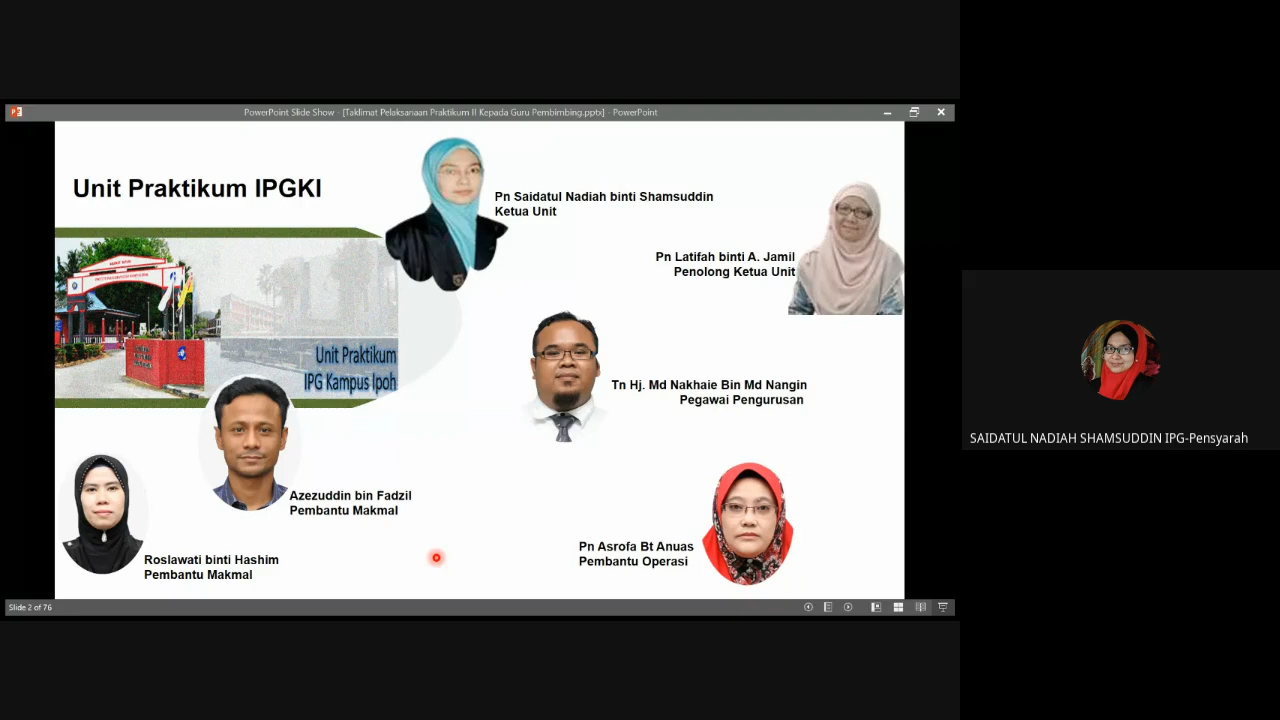 PowerPoint Slide Show - [Taklimat Pelaksanaan Praktikum II Kepada Guru Pembimbing.pptx] - PowerPoint
Unit Praktikum IPGKI
Pn Saidatul Nadiah binti Shamsuddin
Ketua Unit
Pn Latifah binti A. Jamil
Penolong Ketua Unit
Unit Praktikum
IPG Kampus Ipoh
Tn Hj. Md Nakhaie Bin Md Nangin
Pegawai Pengurusan
Azezuddin bin Fadzil
Pembantu Makmal
Roslawati binti Hashim
Pembantu Makmal
Pn Asrofa Bt Anuas
Pembantu Operasi
Slide 2 of 76
SAIDATUL NADIAH SHAMSUDDIN IPG-Pensyarah